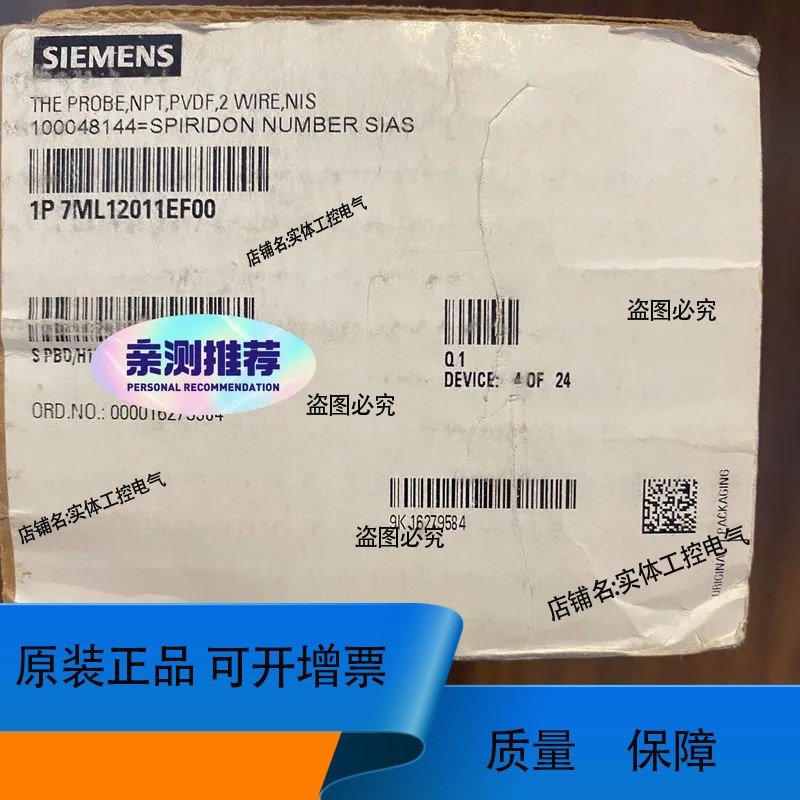 SIEMENS
THE PROBE,NPT,PVDF,2 WIRE,NIS
100048144=SPIRIDON NUMBER SIAS
1P 7ML12011EF00
店铺名:实体工控电气
盗图必究
S PBD/H1
亲测推荐
PERSONAL RECOMMENDATION
Q 1
DEVICE: 4 OF 24
ORD.NO.:
盗图必究
店铺名:实体工控电气
9KJ16279584
盗图必究
ORIGINAL PACKAGING
店铺名:实体工控电气
原装正品 可开增票
质量 保障